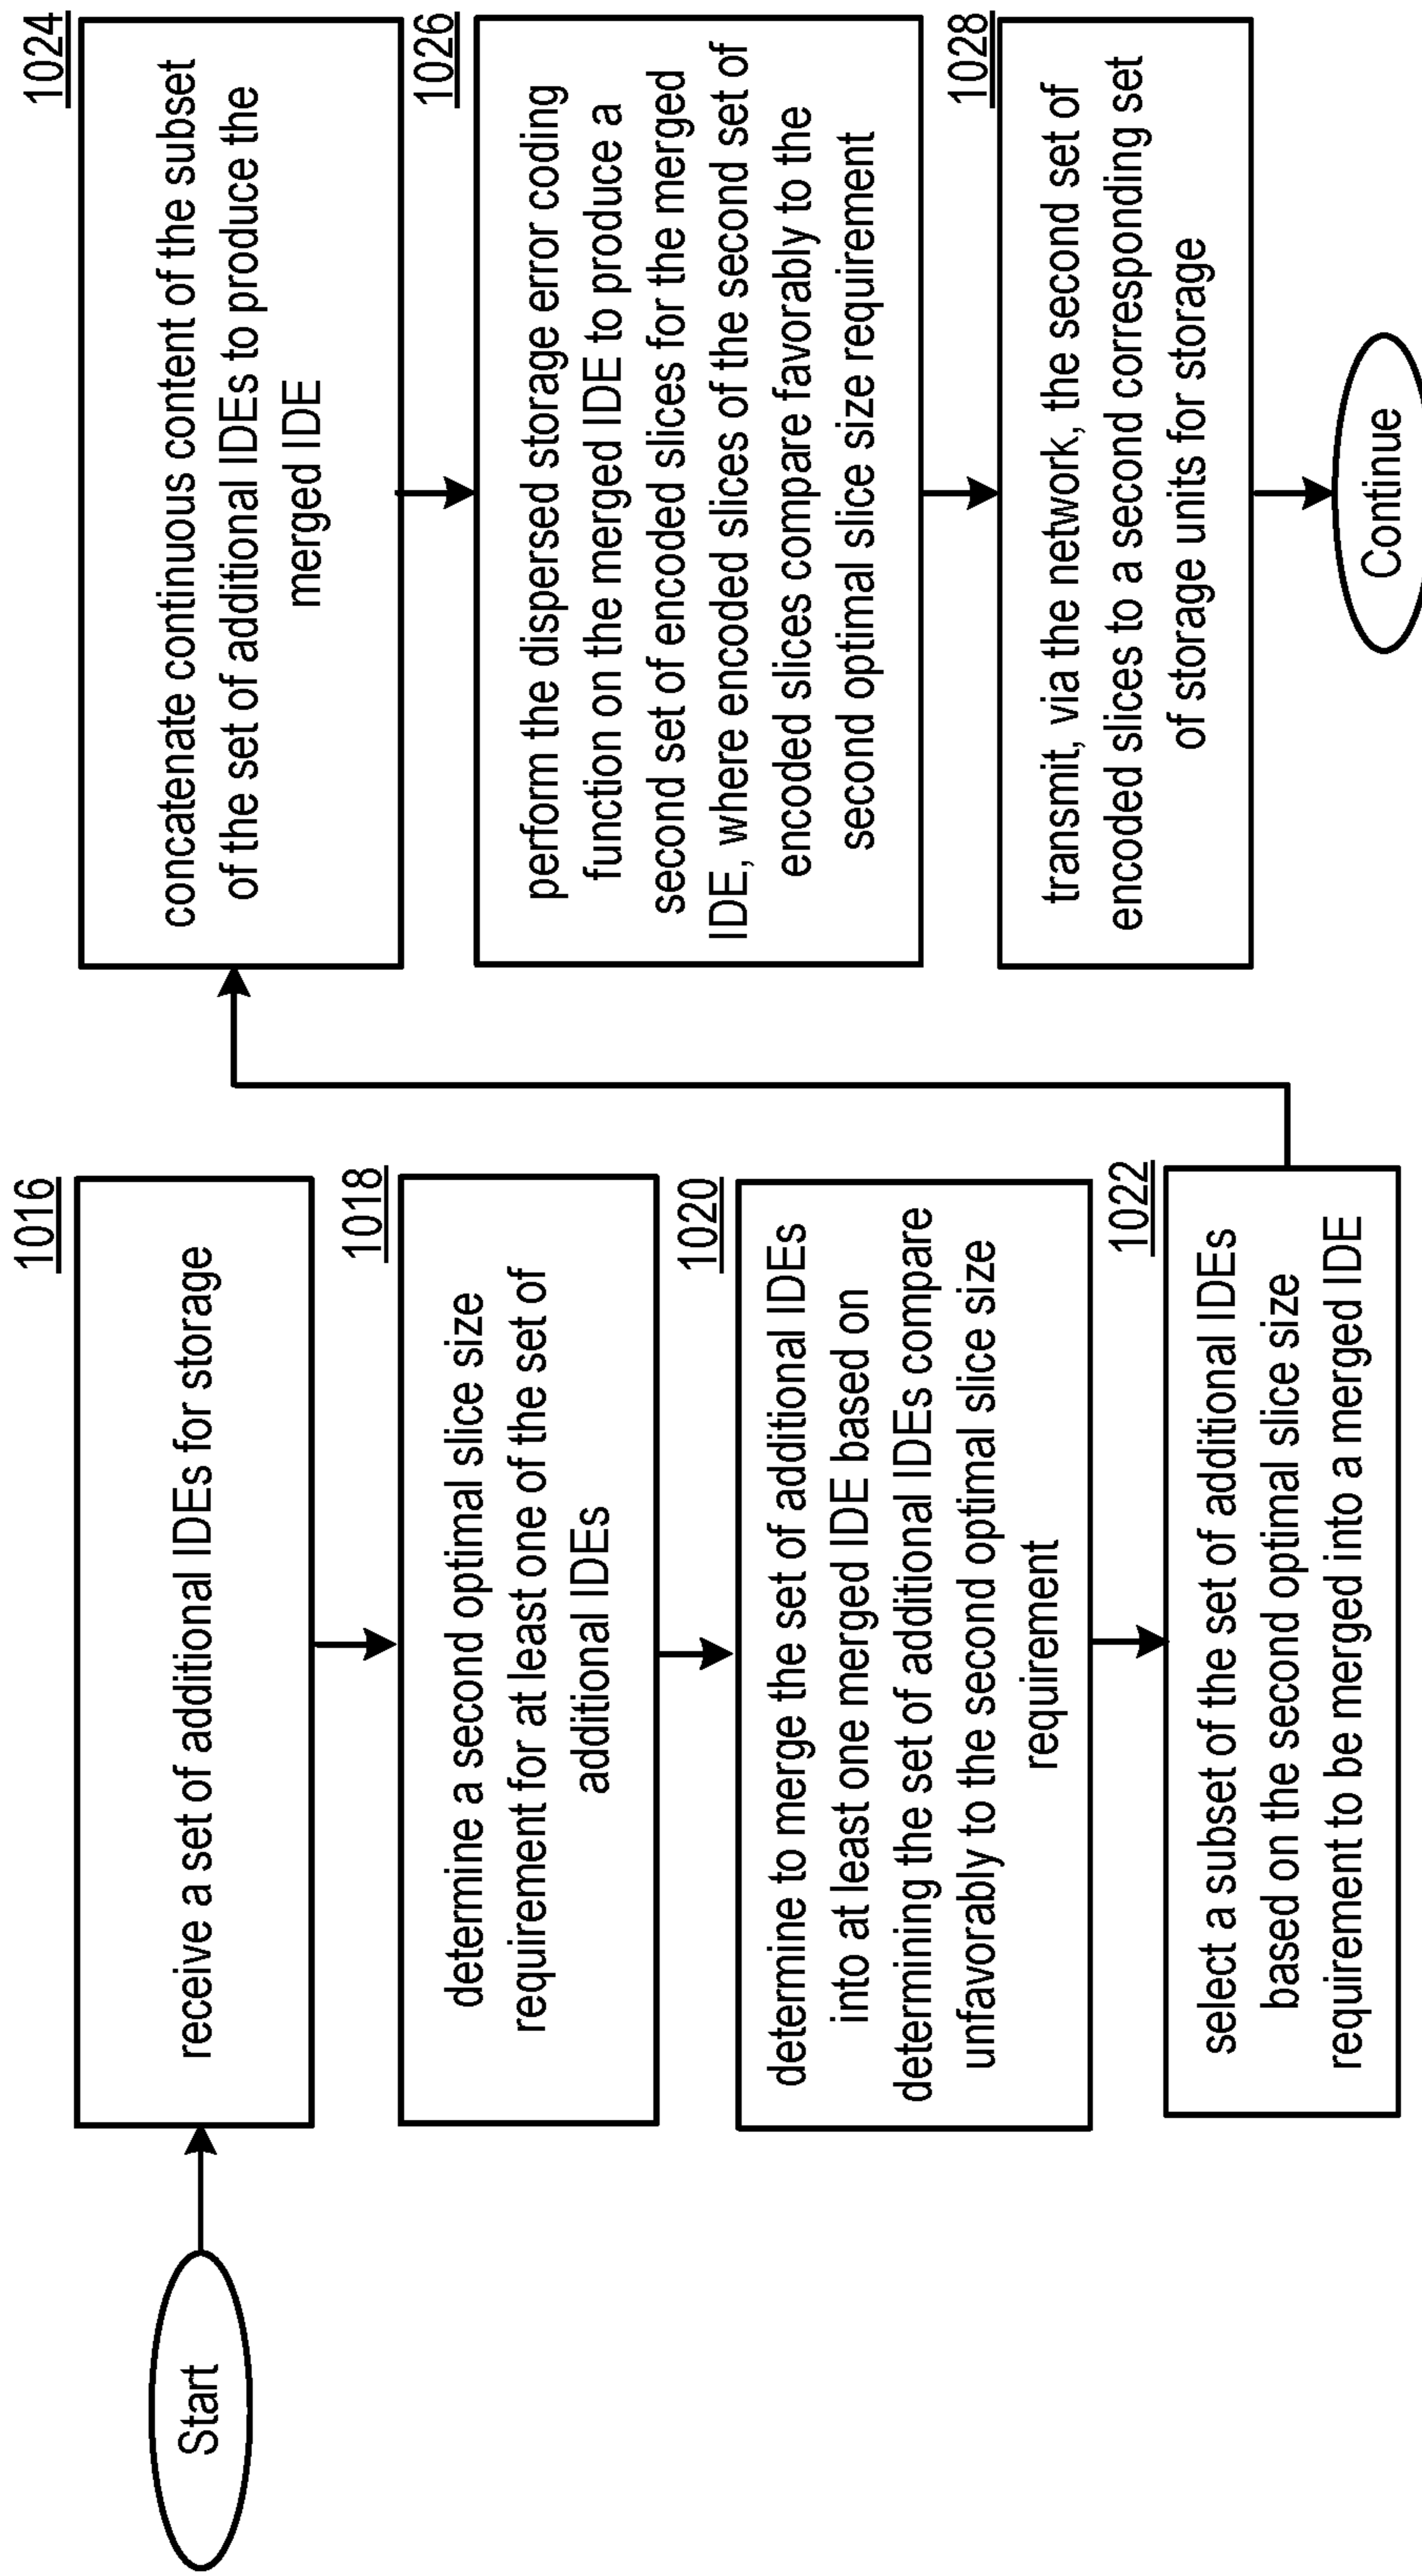 Start
1016
receive a set of additional IDEs for storage
1018
determine a second optimal slice size
requirement for at least one of the set of
additional IDEs
1020
determine to merge the set of additional IDEs
into at least one merged IDE based on
determining the set of additional IDEs compare
unfavorably to the second optimal slice size
requirement
1022
select a subset of the set of additional IDEs
based on the second optimal slice size
requirement to be merged into a merged IDE
1024
concatenate continuous content of the subset
of the set of additional IDEs to produce the
merged IDE
1026
perform the dispersed storage error coding
function on the merged IDE to produce a
second set of encoded slices for the merged
IDE, where encoded slices of the second set of
encoded slices compare favorably to the
second optimal slice size requirement
1028
transmit, via the network, the second set of
encoded slices to a second corresponding set
of storage units for storage
Continue